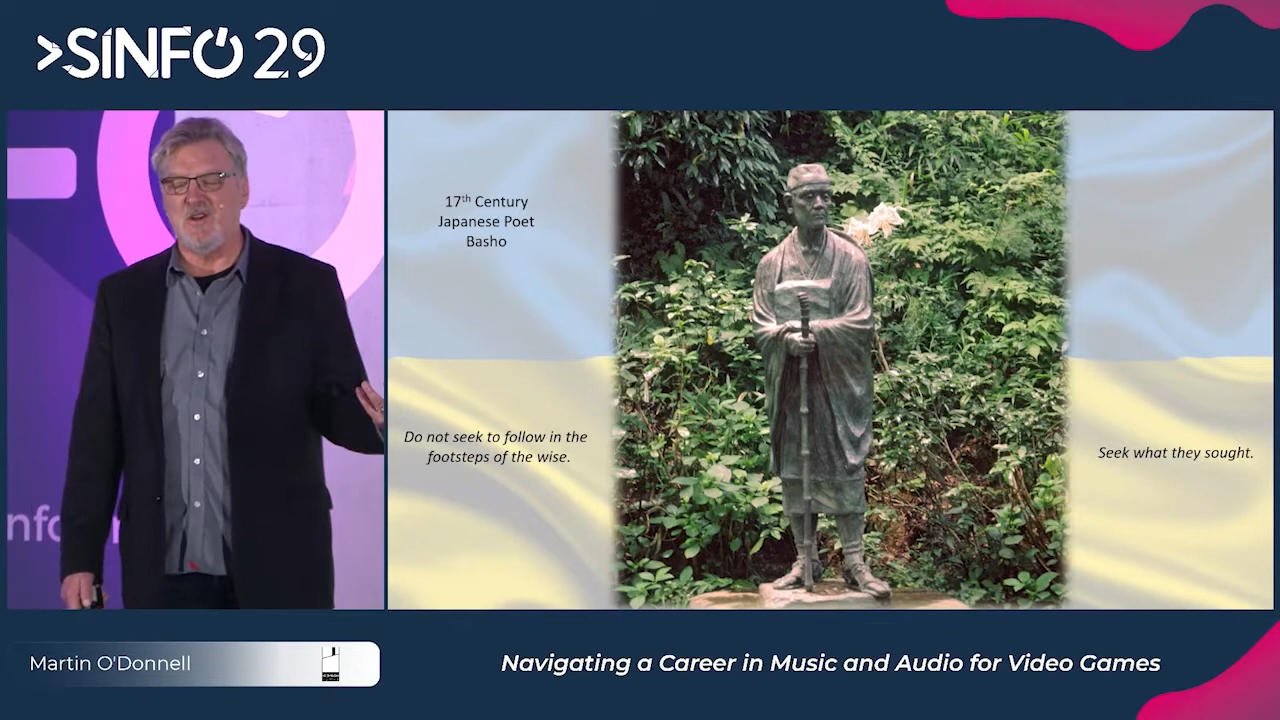 >SINFO 29
17th Century
Japanese Poet
Basho
Do not seek to follow in the
footsteps of the wise.
Seek what they sought.
Martin O'Donnell
Navigating a Career in Music and Audio for Video Games